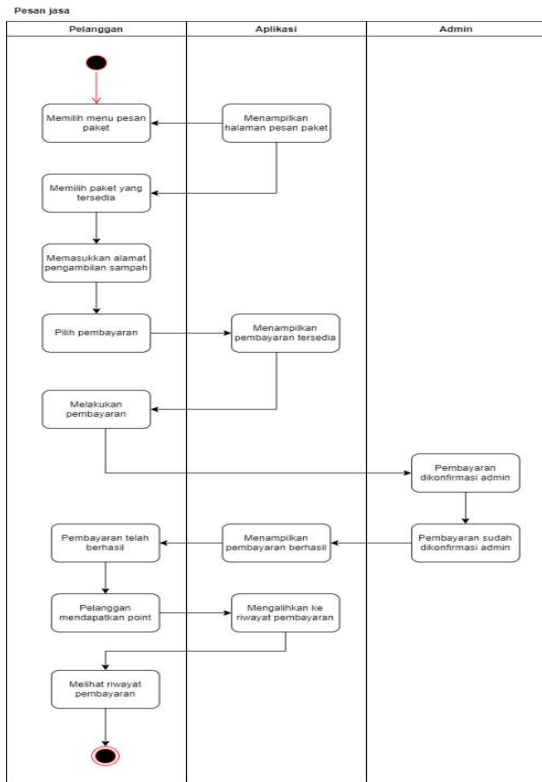 Pesan jasa
Pelanggan
Aplikasi
Admin
Memilih menu pesan
paket
Menampilkan
halaman pesan paket
Memilih paket yang
tersedia
Memasukkan alamat
pengambilan sampah
Pilih pembayaran
Menampilkan
pembayaran tersedia
Melakukan
pembayaran
Pembayaran
dikonfirmasi admin
Pembayaran telah
berhasil
Menampilkan
pembayaran berhasil
Pembayaran sudah
dikonfirmasi admin
Pelanggan
mendapatkan point
Mengalihkan ke
riwayat pembayaran
Melihat riwayat
pembayaran